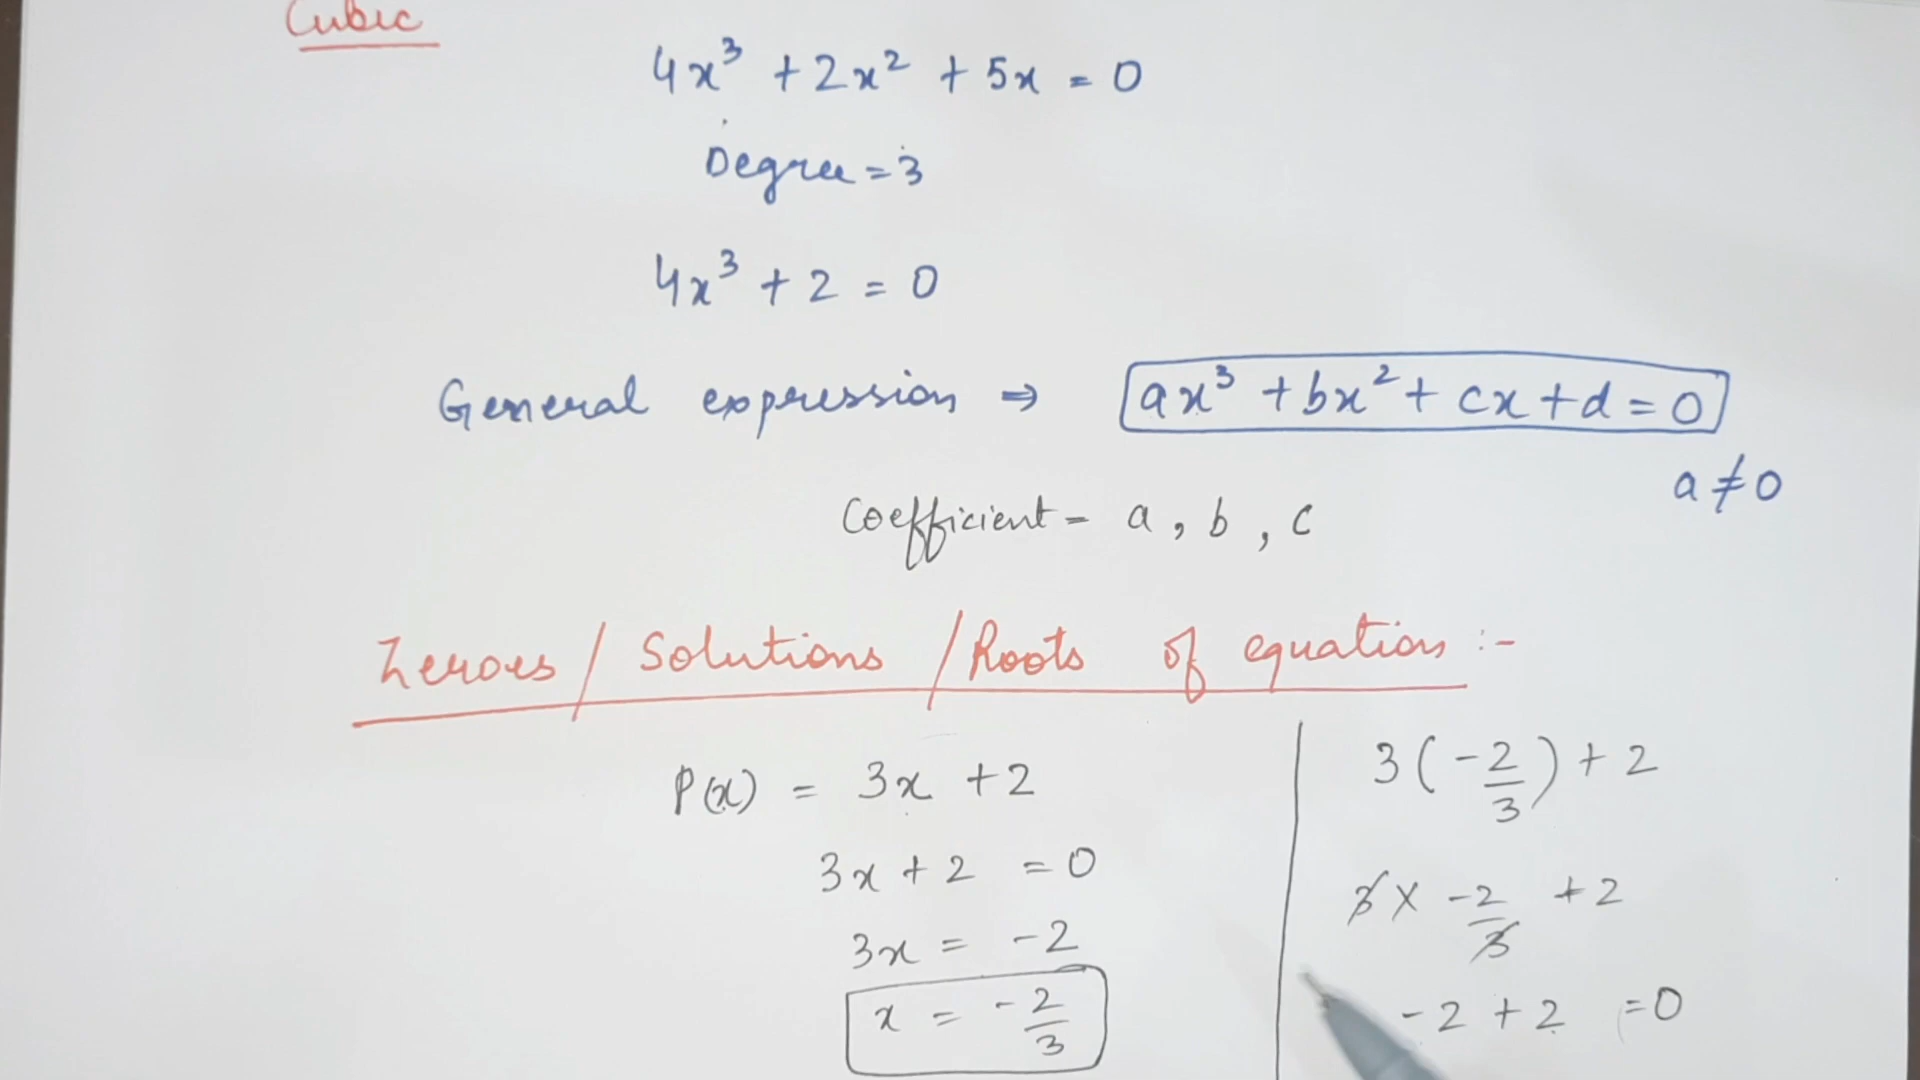 Cubic
4x³ + 2x² + 5x = 0
Degree = 3
4x³ + 2 = 0
General expression ⇒ ax³ + bx² + cx + d = 0
a ≠ 0
Coefficient - a, b, c
Zeroes / Solutions / Roots of equation :-
P(x) = 3x + 2
3x + 2 = 0
3x = -2
x = -2/3
3(-2/3) + 2
3 × -2/3 + 2
-2 + 2 = 0